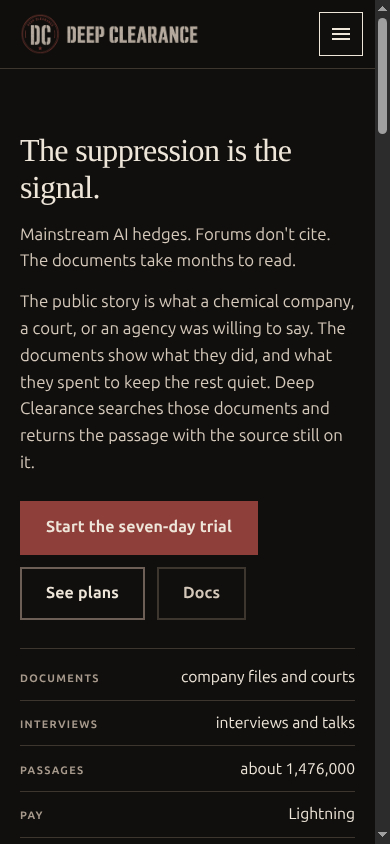 DC DEEP CLEARANCE
The suppression is the
signal.
Mainstream AI hedges. Forums don't cite.
The documents take months to read.
The public story is what a chemical company,
a court, or an agency was willing to say. The
documents show what they did, and what
they spent to keep the rest quiet. Deep
Clearance searches those documents and
returns the passage with the source still on
it.
Start the seven-day trial
See plans
Docs
DOCUMENTS company files and courts
INTERVIEWS interviews and talks
PASSAGES about 1,476,000
PAY Lightning